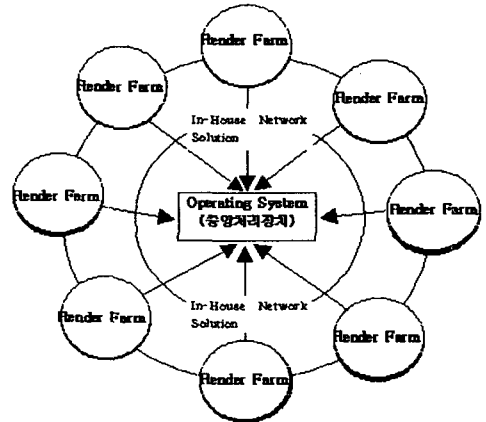 Render Farm
Render Farm
Render Farm
In-House Network
Solution
Render Farm
Operating System
(중앙처리장치)
Render Farm
In-House Network
Solution
Render Farm
Render Farm
Render Farm